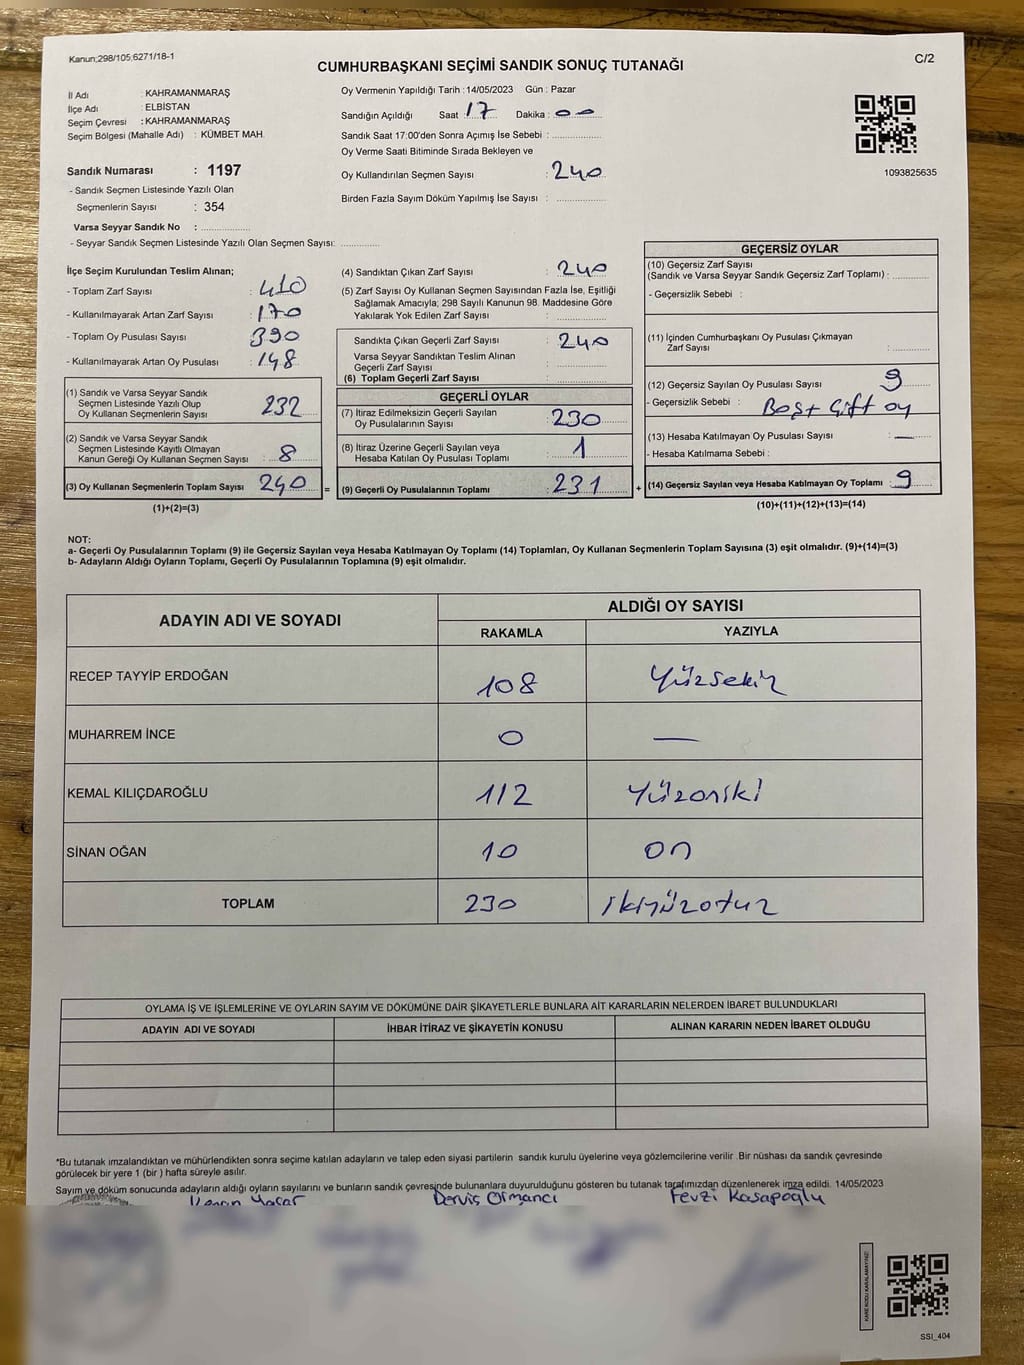 Kanun;298/105;6271/18-1
C/2
CUMHURBAŞKANI SEÇİMİ SANDIK SONUÇ TUTANAĞI
İl Adı : KAHRAMANMARAŞ
İlçe Adı : ELBİSTAN
Seçim Çevresi : KAHRAMANMARAŞ
Seçim Bölgesi (Mahalle Adı) : KÜMBET MAH.
Sandık Numarası : 1197
- Sandık Seçmen Listesinde Yazılı Olan
Seçmenlerin Sayısı : 354
Varsa Seyyar Sandık No :
- Seyyar Sandık Seçmen Listesinde Yazılı Olan Seçmen Sayısı:
Oy Vermenin Yapıldığı Tarih :14/05/2023 Gün : Pazar
Sandığın Açıldığı Saat 17 Dakika : 00
Sandık Saat 17:00'den Sonra Açımış İse Sebebi :
Oy Verme Saati Bitiminde Sırada Bekleyen ve
Oy Kullandırılan Seçmen Sayısı : 240
Birden Fazla Sayım Döküm Yapılmış İse Sayısı :
1093825635
İlçe Seçim Kurulundan Teslim Alınan;
- Toplam Zarf Sayısı : 410
- Kullanılmayarak Artan Zarf Sayısı : 170
- Toplam Oy Pusulası Sayısı : 390
- Kullanılmayarak Artan Oy Pusulası : 148
(1) Sandık ve Varsa Seyyar Sandık
Seçmen Listesinde Yazılı Olup
Oy Kullanan Seçmenlerin Sayısı 232
(2) Sandık ve Varsa Seyyar Sandık
Seçmen Listesinde Kayıtlı Olmayan
Kanun Gereği Oy Kullanan Seçmen Sayısı : 8
(3) Oy Kullanan Seçmenlerin Toplam Sayısı 240 =
(1)+(2)=(3)
(4) Sandıktan Çıkan Zarf Sayısı : 240
(5) Zarf Sayısı Oy Kullanan Seçmen Sayısından Fazla İse, Eşitliği
Sağlamak Amacıyla; 298 Sayılı Kanunun 98. Maddesine Göre
Yakılarak Yok Edilen Zarf Sayısı :
Sandıkta Çıkan Geçerli Zarf Sayısı : 240
Varsa Seyyar Sandıktan Teslim Alınan
Geçerli Zarf Sayısı :
(6) Toplam Geçerli Zarf Sayısı :
GEÇERLİ OYLAR
(7) İtiraz Edilmeksizin Geçerli Sayılan
Oy Pusulalarının Sayısı : 230
(8) İtiraz Üzerine Geçerli Sayılan veya
Hesaba Katılan Oy Pusulası Toplamı : 1
(9) Geçerli Oy Pusulalarının Toplamı : 231 +
GEÇERSİZ OYLAR
(10) Geçersiz Zarf Sayısı
(Sandık ve Varsa Seyyar Sandık Geçersiz Zarf Toplamı) :
- Geçersizlik Sebebi :
(11) İçinden Cumhurbaşkanı Oy Pusulası Çıkmayan
Zarf Sayısı :
(12) Geçersiz Sayılan Oy Pusulası Sayısı : 9
- Geçersizlik Sebebi : Boş + Çift oy
(13) Hesaba Katılmayan Oy Pusulası Sayısı : —
- Hesaba Katılmama Sebebi :
(14) Geçersiz Sayılan veya Hesaba Katılmayan Oy Toplamı : 9
(10)+(11)+(12)+(13)=(14)
NOT:
a- Geçerli Oy Pusulalarının Toplamı (9) ile Geçersiz Sayılan veya Hesaba Katılmayan Oy Toplamı (14) Toplamları, Oy Kullanan Seçmenlerin Toplam Sayısına (3) eşit olmalıdır. (9)+(14)=(3)
b- Adayların Aldığı Oyların Toplamı, Geçerli Oy Pusulalarının Toplamına (9) eşit olmalıdır.
ADAYIN ADI VE SOYADI
ALDIĞI OY SAYISI
RAKAMLA YAZIYLA
RECEP TAYYİP ERDOĞAN 108 Yüzsekiz
MUHARREM İNCE 0 —
KEMAL KILIÇDAROĞLU 112 Yüzoniki
SİNAN OĞAN 10 on
TOPLAM 230 ikiyüzotuz
OYLAMA İŞ VE İŞLEMLERİNE VE OYLARIN SAYIM VE DÖKÜMÜNE DAİR ŞİKAYETLERLE BUNLARA AİT KARARLARIN NELERDEN İBARET BULUNDUKLARI
ADAYIN ADI VE SOYADI İHBAR İTİRAZ VE ŞİKAYETİN KONUSU ALINAN KARARIN NEDEN İBARET OLDUĞU
*Bu tutanak imzalandıktan ve mühürlendikten sonra seçime katılan adayların ve talep eden siyasi partilerin sandık kurulu üyelerine veya gözlemcilerine verilir. Bir nüshası da sandık çevresinde
görülecek bir yere 1 (bir ) hafta süreyle asılır.
Sayım ve döküm sonucunda adayların aldığı oyların sayılarını ve bunların sandık çevresinde bulunanlara duyurulduğunu gösteren bu tutanak tarafımızdan düzenlenerek imza edildi. 14/05/2023
Kenan Yaşar Derviş Ormancı Fevzi Kasapoğlu
KARE KODU KARALAMAYINIZ!
SSI_404